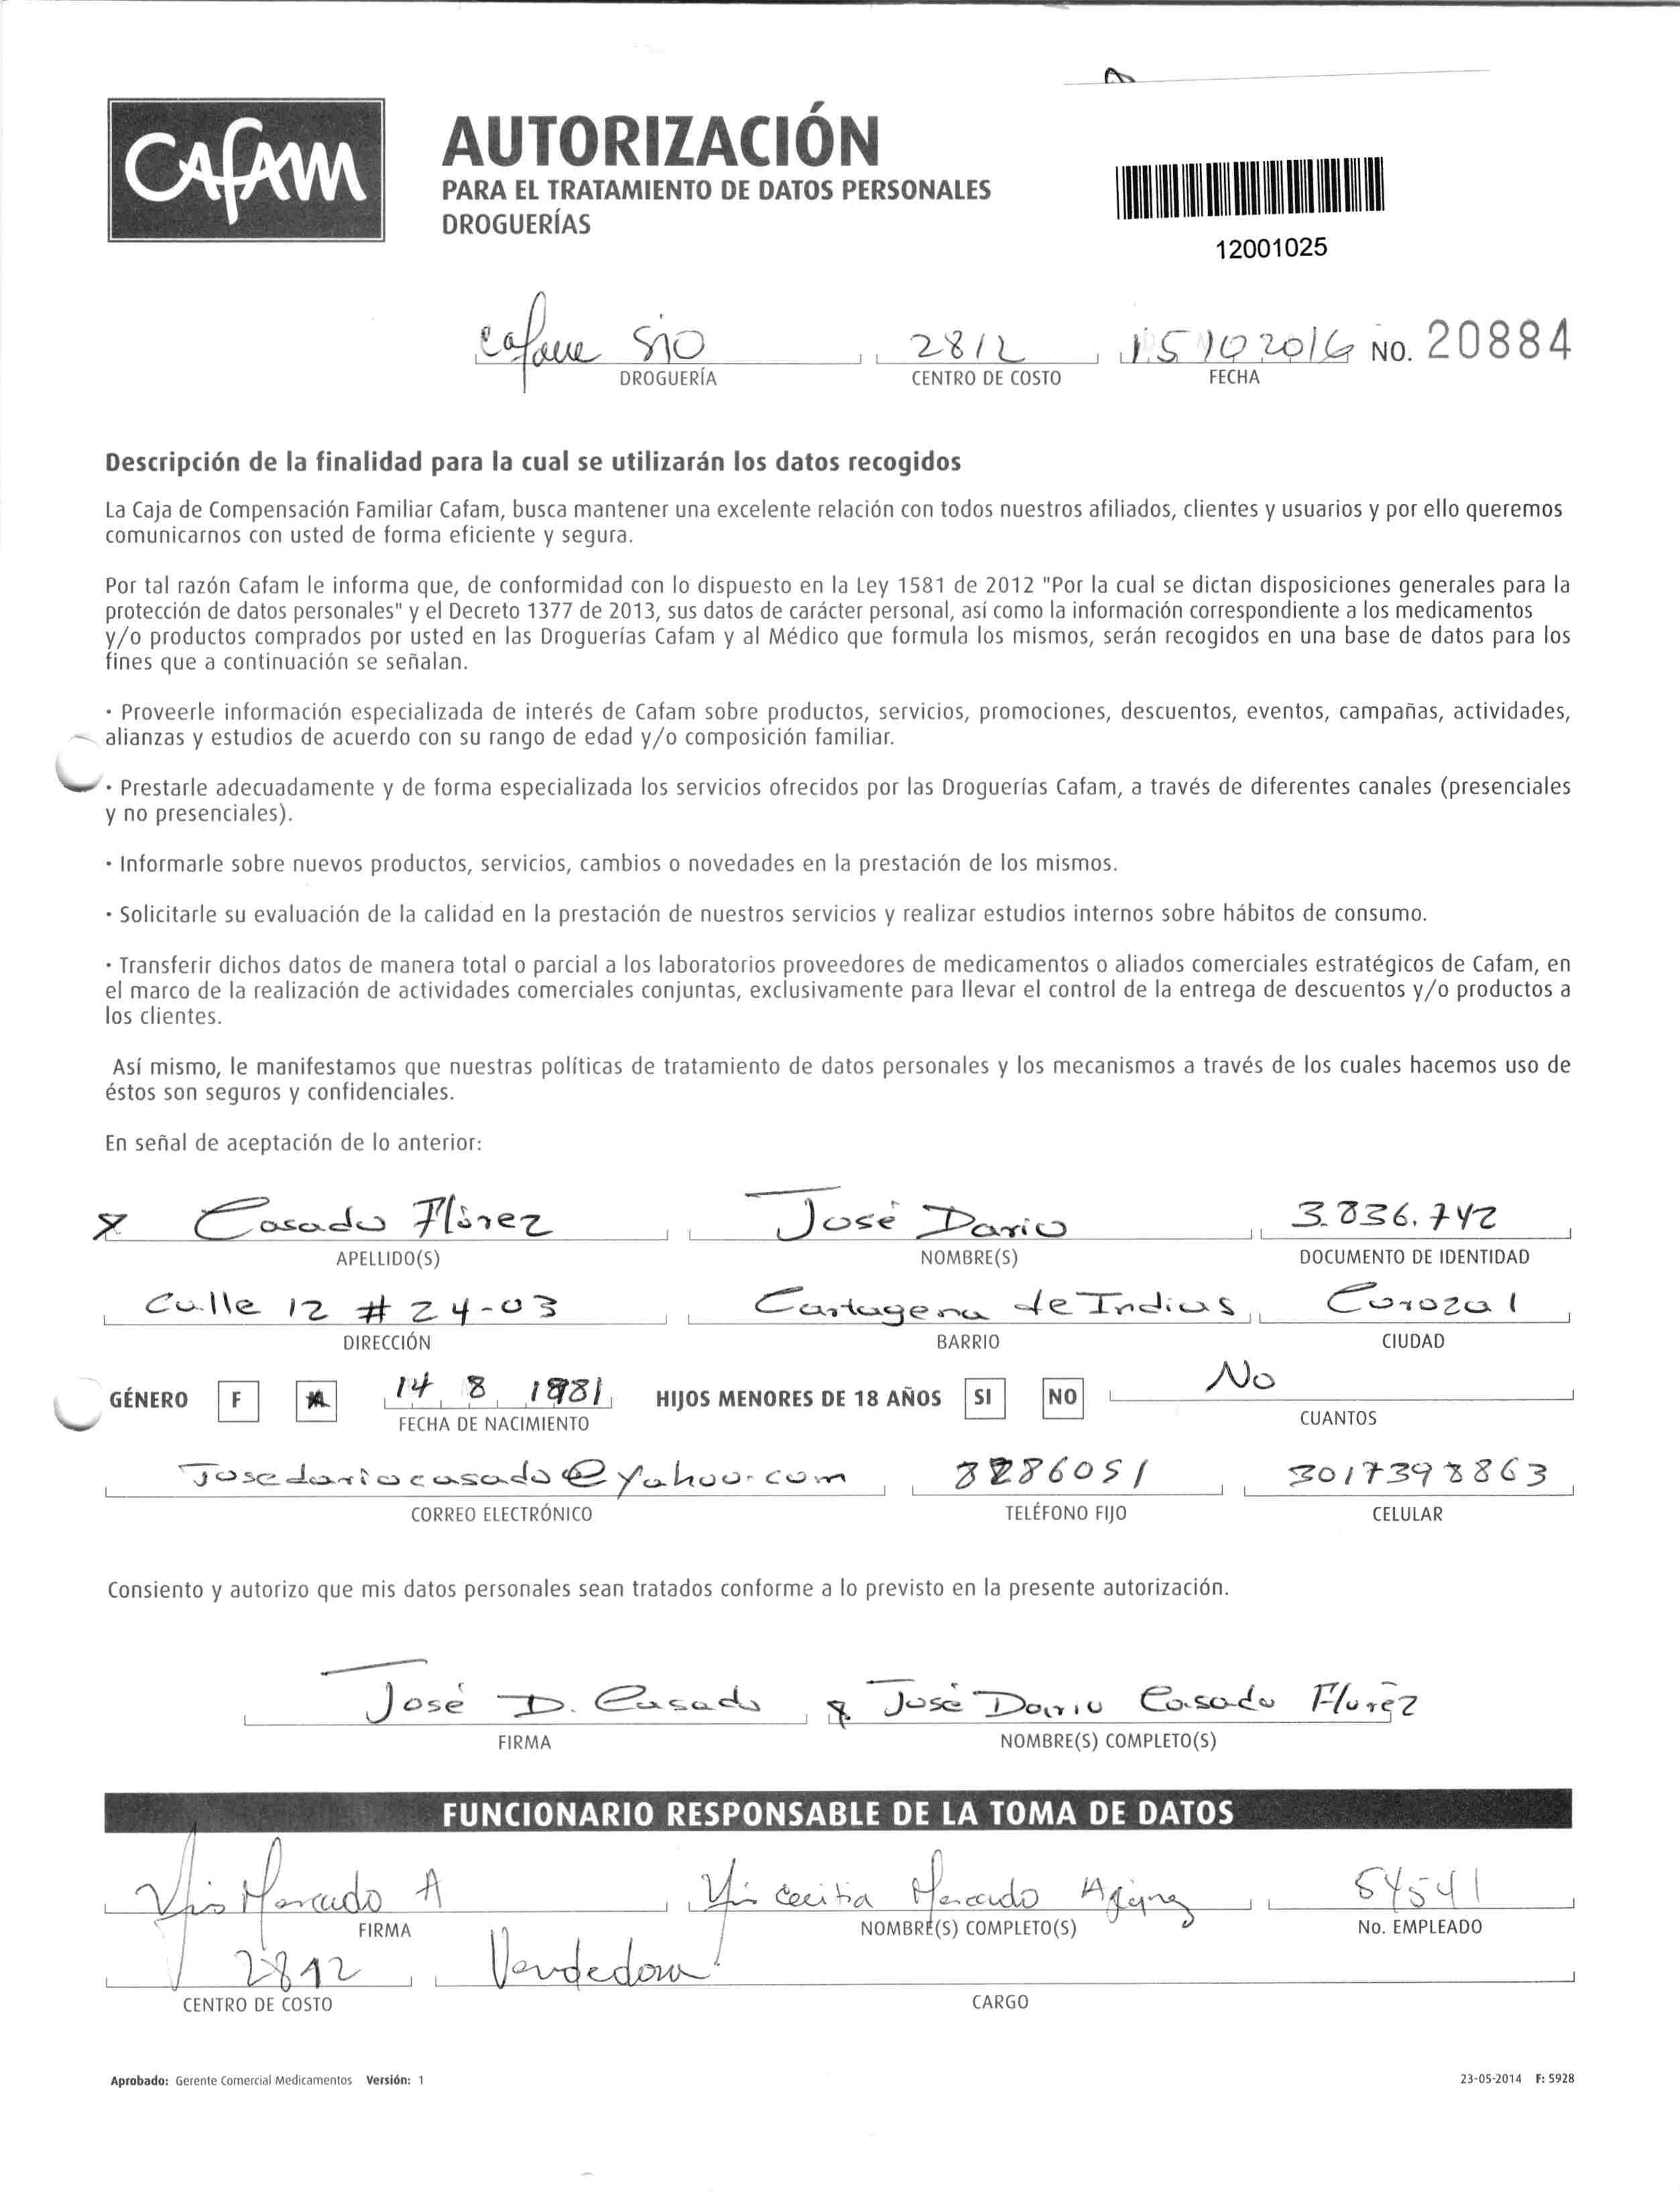 CAFAM
AUTORIZACIÓN
PARA EL TRATAMIENTO DE DATOS PERSONALES
DROGUERÍAS
12001025
2812 15 10 2016 NO. 20884
DROGUERÍA CENTRO DE COSTO FECHA
Descripción de la finalidad para la cual se utilizarán los datos recogidos
La Caja de Compensación Familiar Cafam, busca mantener una excelente relación con todos nuestros afiliados, clientes y usuarios y por ello queremos
comunicarnos con usted de forma eficiente y segura.
Por tal razón Cafam le informa que, de conformidad con lo dispuesto en la Ley 1581 de 2012 "Por la cual se dictan disposiciones generales para la
protección de datos personales" y el Decreto 1377 de 2013, sus datos de carácter personal, así como la información correspondiente a los medicamentos
y/o productos comprados por usted en las Droguerías Cafam y al Médico que formula los mismos, serán recogidos en una base de datos para los
fines que a continuación se señalan.
· Proveerle información especializada de interés de Cafam sobre productos, servicios, promociones, descuentos, eventos, campañas, actividades,
alianzas y estudios de acuerdo con su rango de edad y/o composición familiar.
· Prestarle adecuadamente y de forma especializada los servicios ofrecidos por las Droguerías Cafam, a través de diferentes canales (presenciales
y no presenciales).
· Informarle sobre nuevos productos, servicios, cambios o novedades en la prestación de los mismos.
· Solicitarle su evaluación de la calidad en la prestación de nuestros servicios y realizar estudios internos sobre hábitos de consumo.
· Transferir dichos datos de manera total o parcial a los laboratorios proveedores de medicamentos o aliados comerciales estratégicos de Cafam, en
el marco de la realización de actividades comerciales conjuntas, exclusivamente para llevar el control de la entrega de descuentos y/o productos a
los clientes.
Así mismo, le manifestamos que nuestras políticas de tratamiento de datos personales y los mecanismos a través de los cuales hacemos uso de
éstos son seguros y confidenciales.
En señal de aceptación de lo anterior:
x Casado Flórez José Dario 3.836.742
APELLIDO(S) NOMBRE(S) DOCUMENTO DE IDENTIDAD
Calle 12 # 24-03 Cartagena de Indias Corozal
DIRECCIÓN BARRIO CIUDAD
GÉNERO F M 14 8 1981 HIJOS MENORES DE 18 AÑOS SI NO No
FECHA DE NACIMIENTO CUANTOS
Josedariocasado@yahoo.com 2286051 3017398863
CORREO ELECTRÓNICO TELÉFONO FIJO CELULAR
Consiento y autorizo que mis datos personales sean tratados conforme a lo previsto en la presente autorización.
José D. Casado x José Dario Casado Florez
FIRMA NOMBRE(S) COMPLETO(S)
FUNCIONARIO RESPONSABLE DE LA TOMA DE DATOS
Mercado A Mercado 54541
FIRMA NOMBRE(S) COMPLETO(S) No. EMPLEADO
2812 Vendedora
CENTRO DE COSTO CARGO
Aprobado: Gerente Comercial Medicamentos Versión: 1 23-05-2014 F: 5928